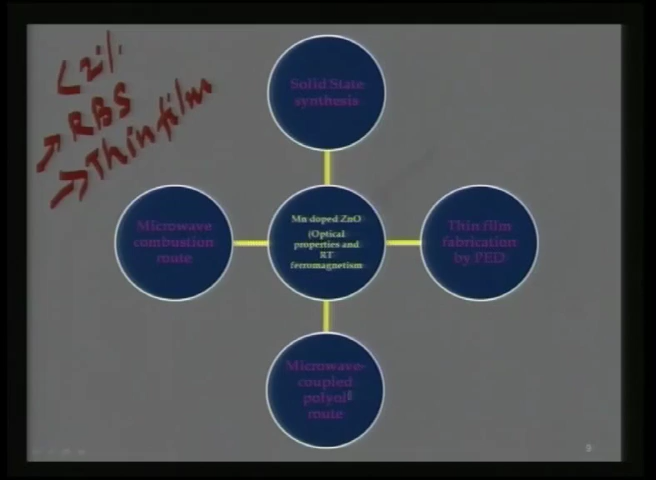 < 2%
→ RBS
→ Thin film
Solid State
synthesis
Microwave
combustion
route
Mn doped ZnO
(Optical
properties and
RT
ferromagnetism
Thin film
fabrication
by PED
Microwave-
coupled
polyol
route
9